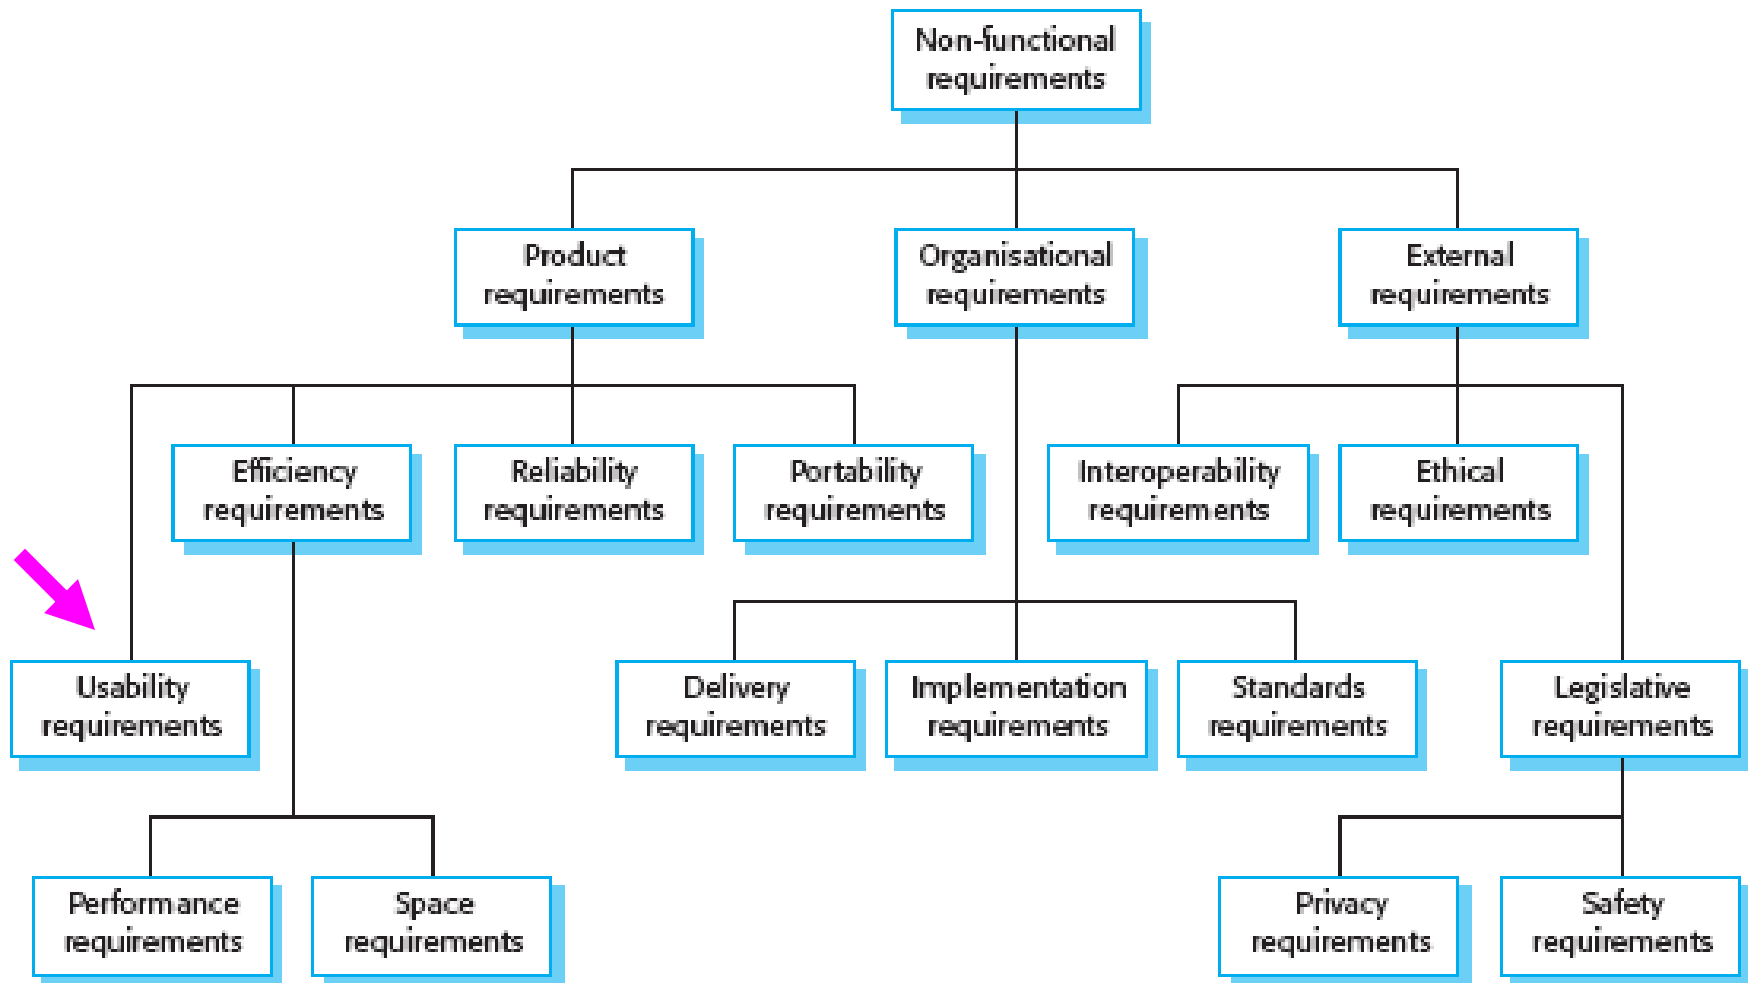 Non-functional
requirements
Product
requirements
Organisational
requirements
External
requirements
Efficiency
requirements
Reliability
requirements
Portability
requirements
Interoperability
requirements
Ethical
requirements
Usability
requirements
Delivery
requirements
Implementation
requirements
Standards
requirements
Legislative
requirements
Performance
requirements
Space
requirements
Privacy
requirements
Safety
requirements